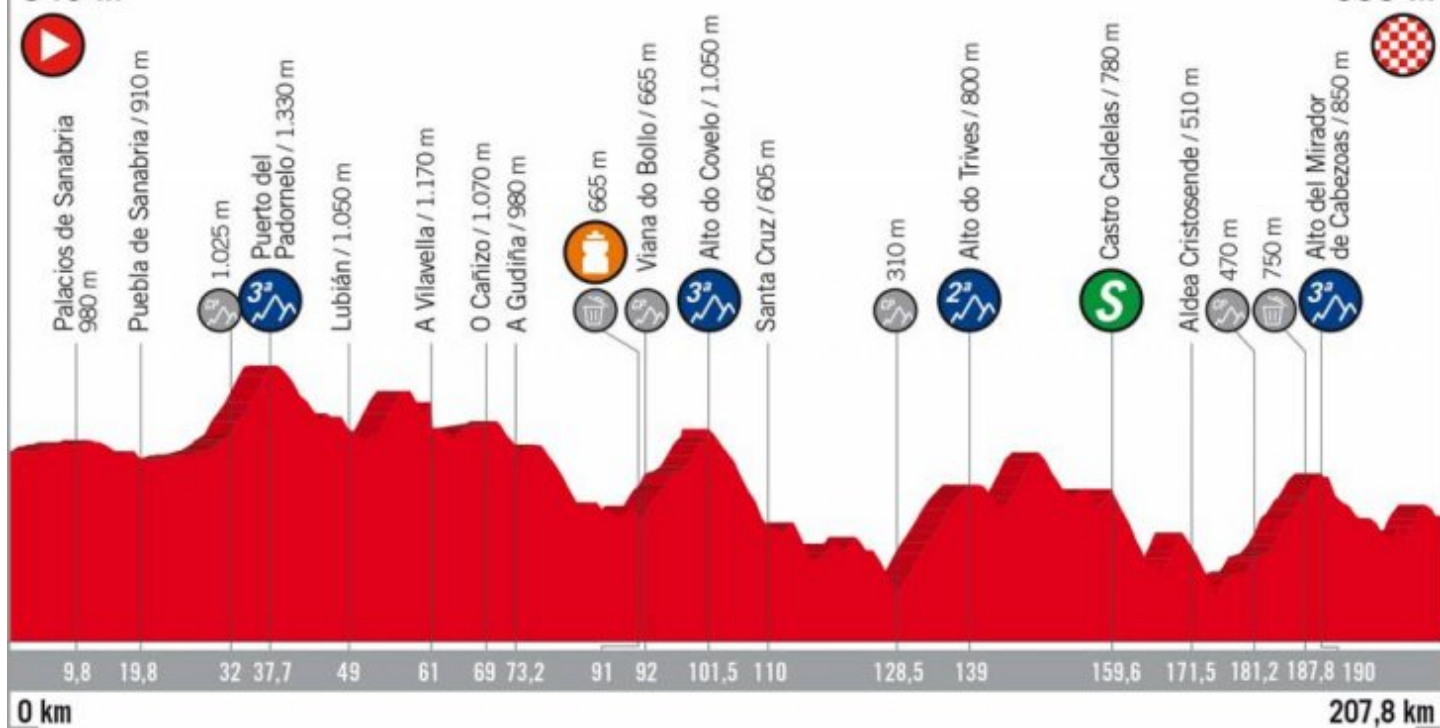 Palacios de Sanabria
980 m
Puebla de Sanabria / 910 m
1.025 m
Puerto del
Padornelo / 1.330 m
3ª
Lubián / 1.050 m
A Vilavella / 1.170 m
O Cañizo / 1.070 m
A Gudiña / 980 m
665 m
Viana do Bollo / 665 m
Alto do Covelo / 1.050 m
3ª
Santa Cruz / 605 m
310 m
Alto do Trives / 800 m
2ª
Castro Caldelas / 780 m
S
Aldea Cristosende / 510 m
470 m
750 m
Alto del Mirador
de Cabezoas / 850 m
3ª
9,8 19,8 32 37,7 49 61 69 73,2 91 92 101,5 110 128,5 139 159,6 171,5 181,2 187,8 190
0 km 207,8 km